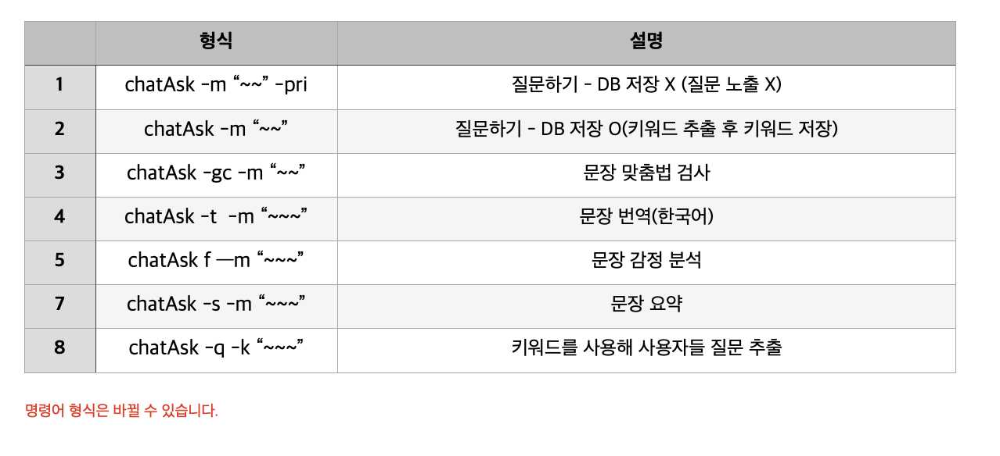 형식 설명
1 chatAsk -m “~~” -pri 질문하기 - DB 저장 X (질문 노출 X)
2 chatAsk -m “~~” 질문하기 - DB 저장 O(키워드 추출 후 키워드 저장)
3 chatAsk -gc -m “~~” 문장 맞춤법 검사
4 chatAsk -t  -m “~~~” 문장 번역(한국어)
5 chatAsk f —m “~~~” 문장 감정 분석
7 chatAsk -s -m “~~~” 문장 요약
8 chatAsk -q -k “~~~” 키워드를 사용해 사용자들 질문 추출
명령어 형식은 바뀔 수 있습니다.